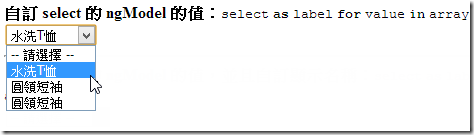 自訂 select 的 ngModel 的值：select as label for value in array
水洗T恤
-- 請選擇 --
水洗T恤
圓領短袖
圓領短袖